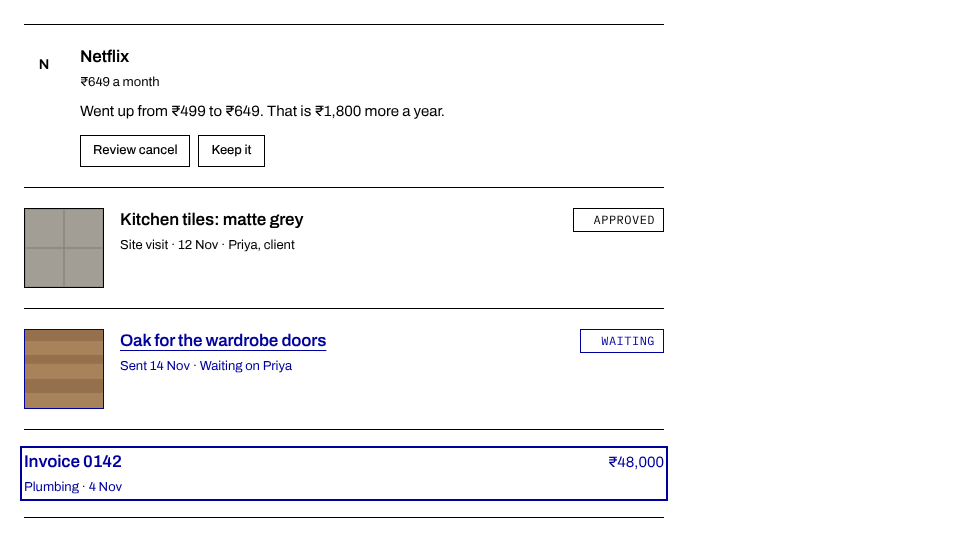 N
Netflix
₹649 a month
Went up from ₹499 to ₹649. That is ₹1,800 more a year.
Review cancel
Keep it
Kitchen tiles: matte grey
APPROVED
Site visit · 12 Nov · Priya, client
Oak for the wardrobe doors
WAITING
Sent 14 Nov · Waiting on Priya
Invoice 0142
₹48,000
Plumbing · 4 Nov